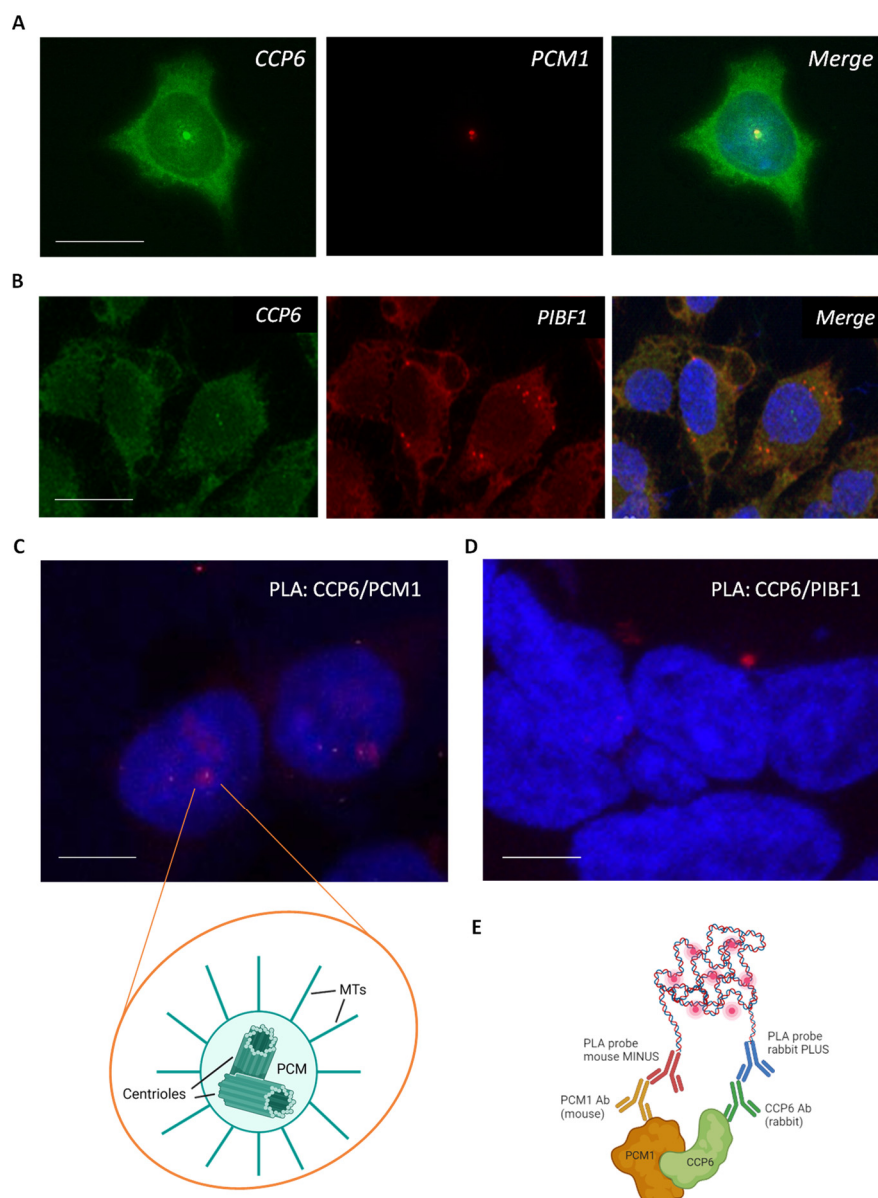 A
CCP6
PCM1
Merge
B
CCP6
PIBF1
Merge
C
PLA: CCP6/PCM1
D
PLA: CCP6/PIBF1
MTs
PCM
Centrioles
E
PLA probe
mouse MINUS
PLA probe
rabbit PLUS
PCM1 Ab
(mouse)
CCP6 Ab
(rabbit)
PCM1
CCP6